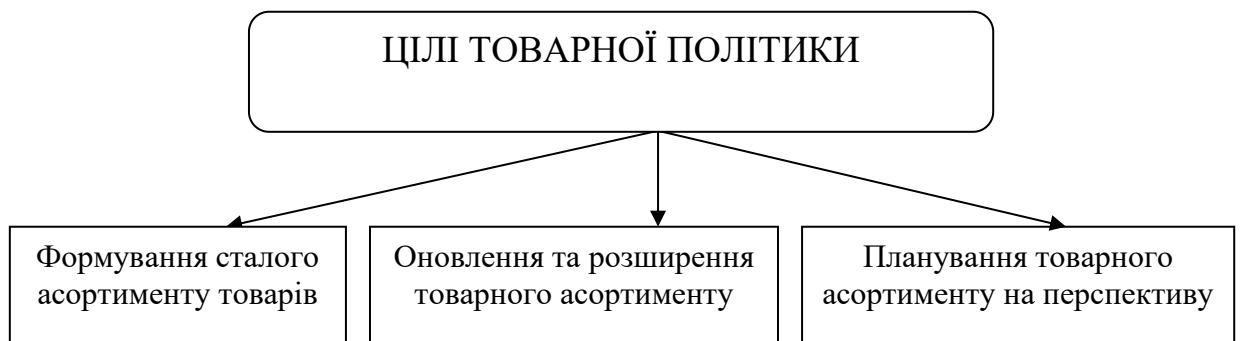 ЦІЛІ ТОВАРНОЇ ПОЛІТИКИ
Формування сталого
асортименту товарів
Оновлення та розширення
товарного асортименту
Планування товарного
асортименту на перспективу